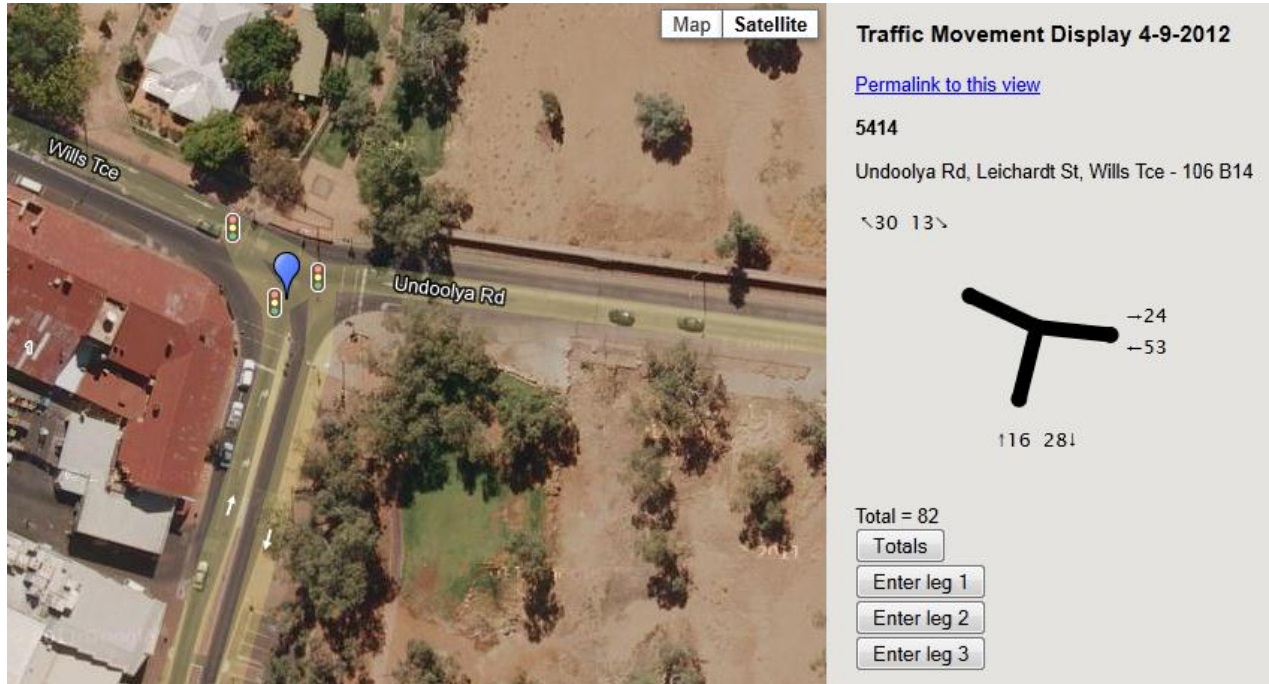 Map Satellite
Wills Tce
Undoolya Rd
1
Traffic Movement Display 4-9-2012
Permalink to this view
5414
Undoolya Rd, Leichardt St, Wills Tce - 106 B14
↖30 13↘
→24
←53
↑16 28↓
Total = 82
Totals
Enter leg 1
Enter leg 2
Enter leg 3